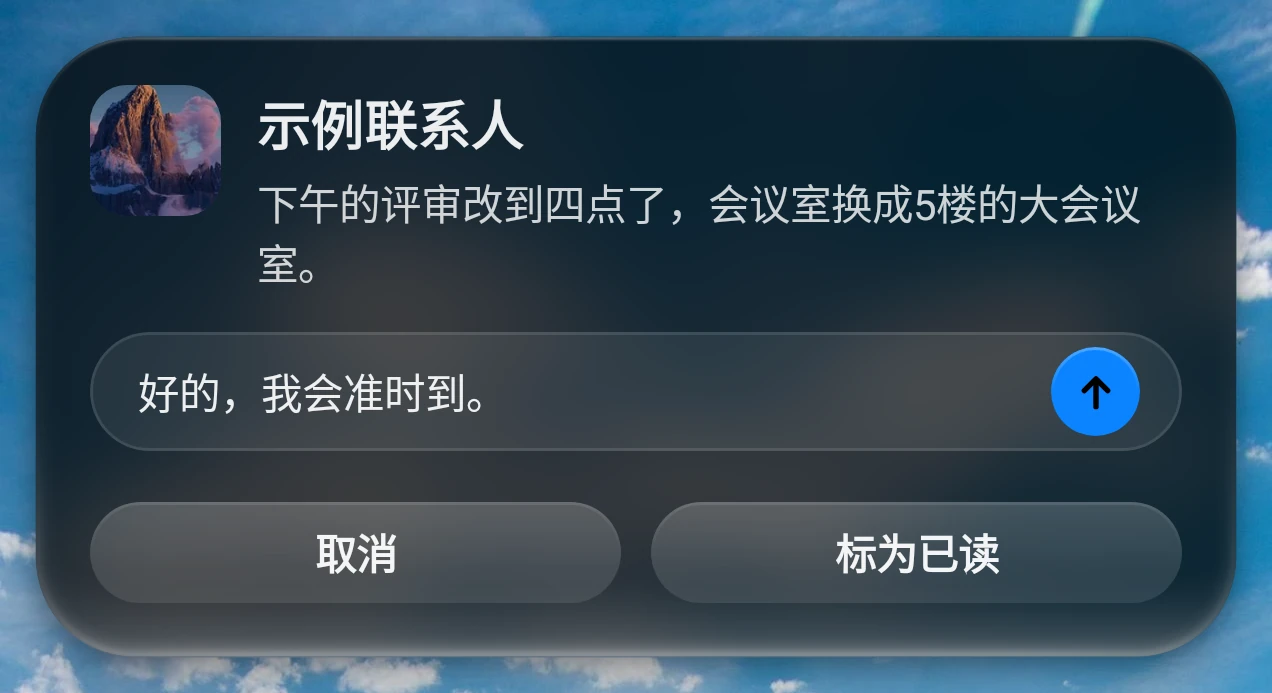 示例联系人
下午的评审改到四点了，会议室换成5楼的大会议
室。
好的，我会准时到。
取消
标为已读